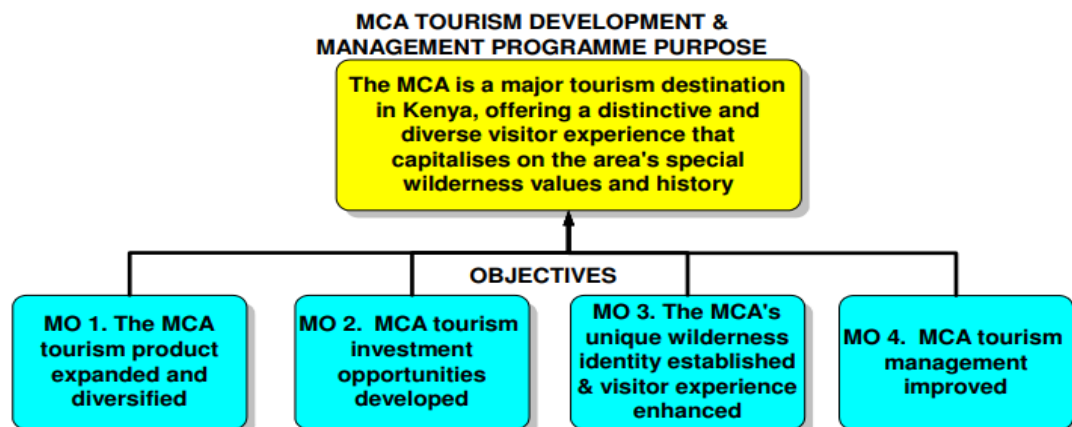 MCA TOURISM DEVELOPMENT &
MANAGEMENT PROGRAMME PURPOSE
The MCA is a major tourism destination
in Kenya, offering a distinctive and
diverse visitor experience that
capitalises on the area's special
wilderness values and history
OBJECTIVES
MO 1. The MCA
tourism product
expanded and
diversified
MO 2. MCA tourism
investment
opportunities
developed
MO 3. The MCA's
unique wilderness
identity established
& visitor experience
enhanced
MO 4. MCA tourism
management
improved